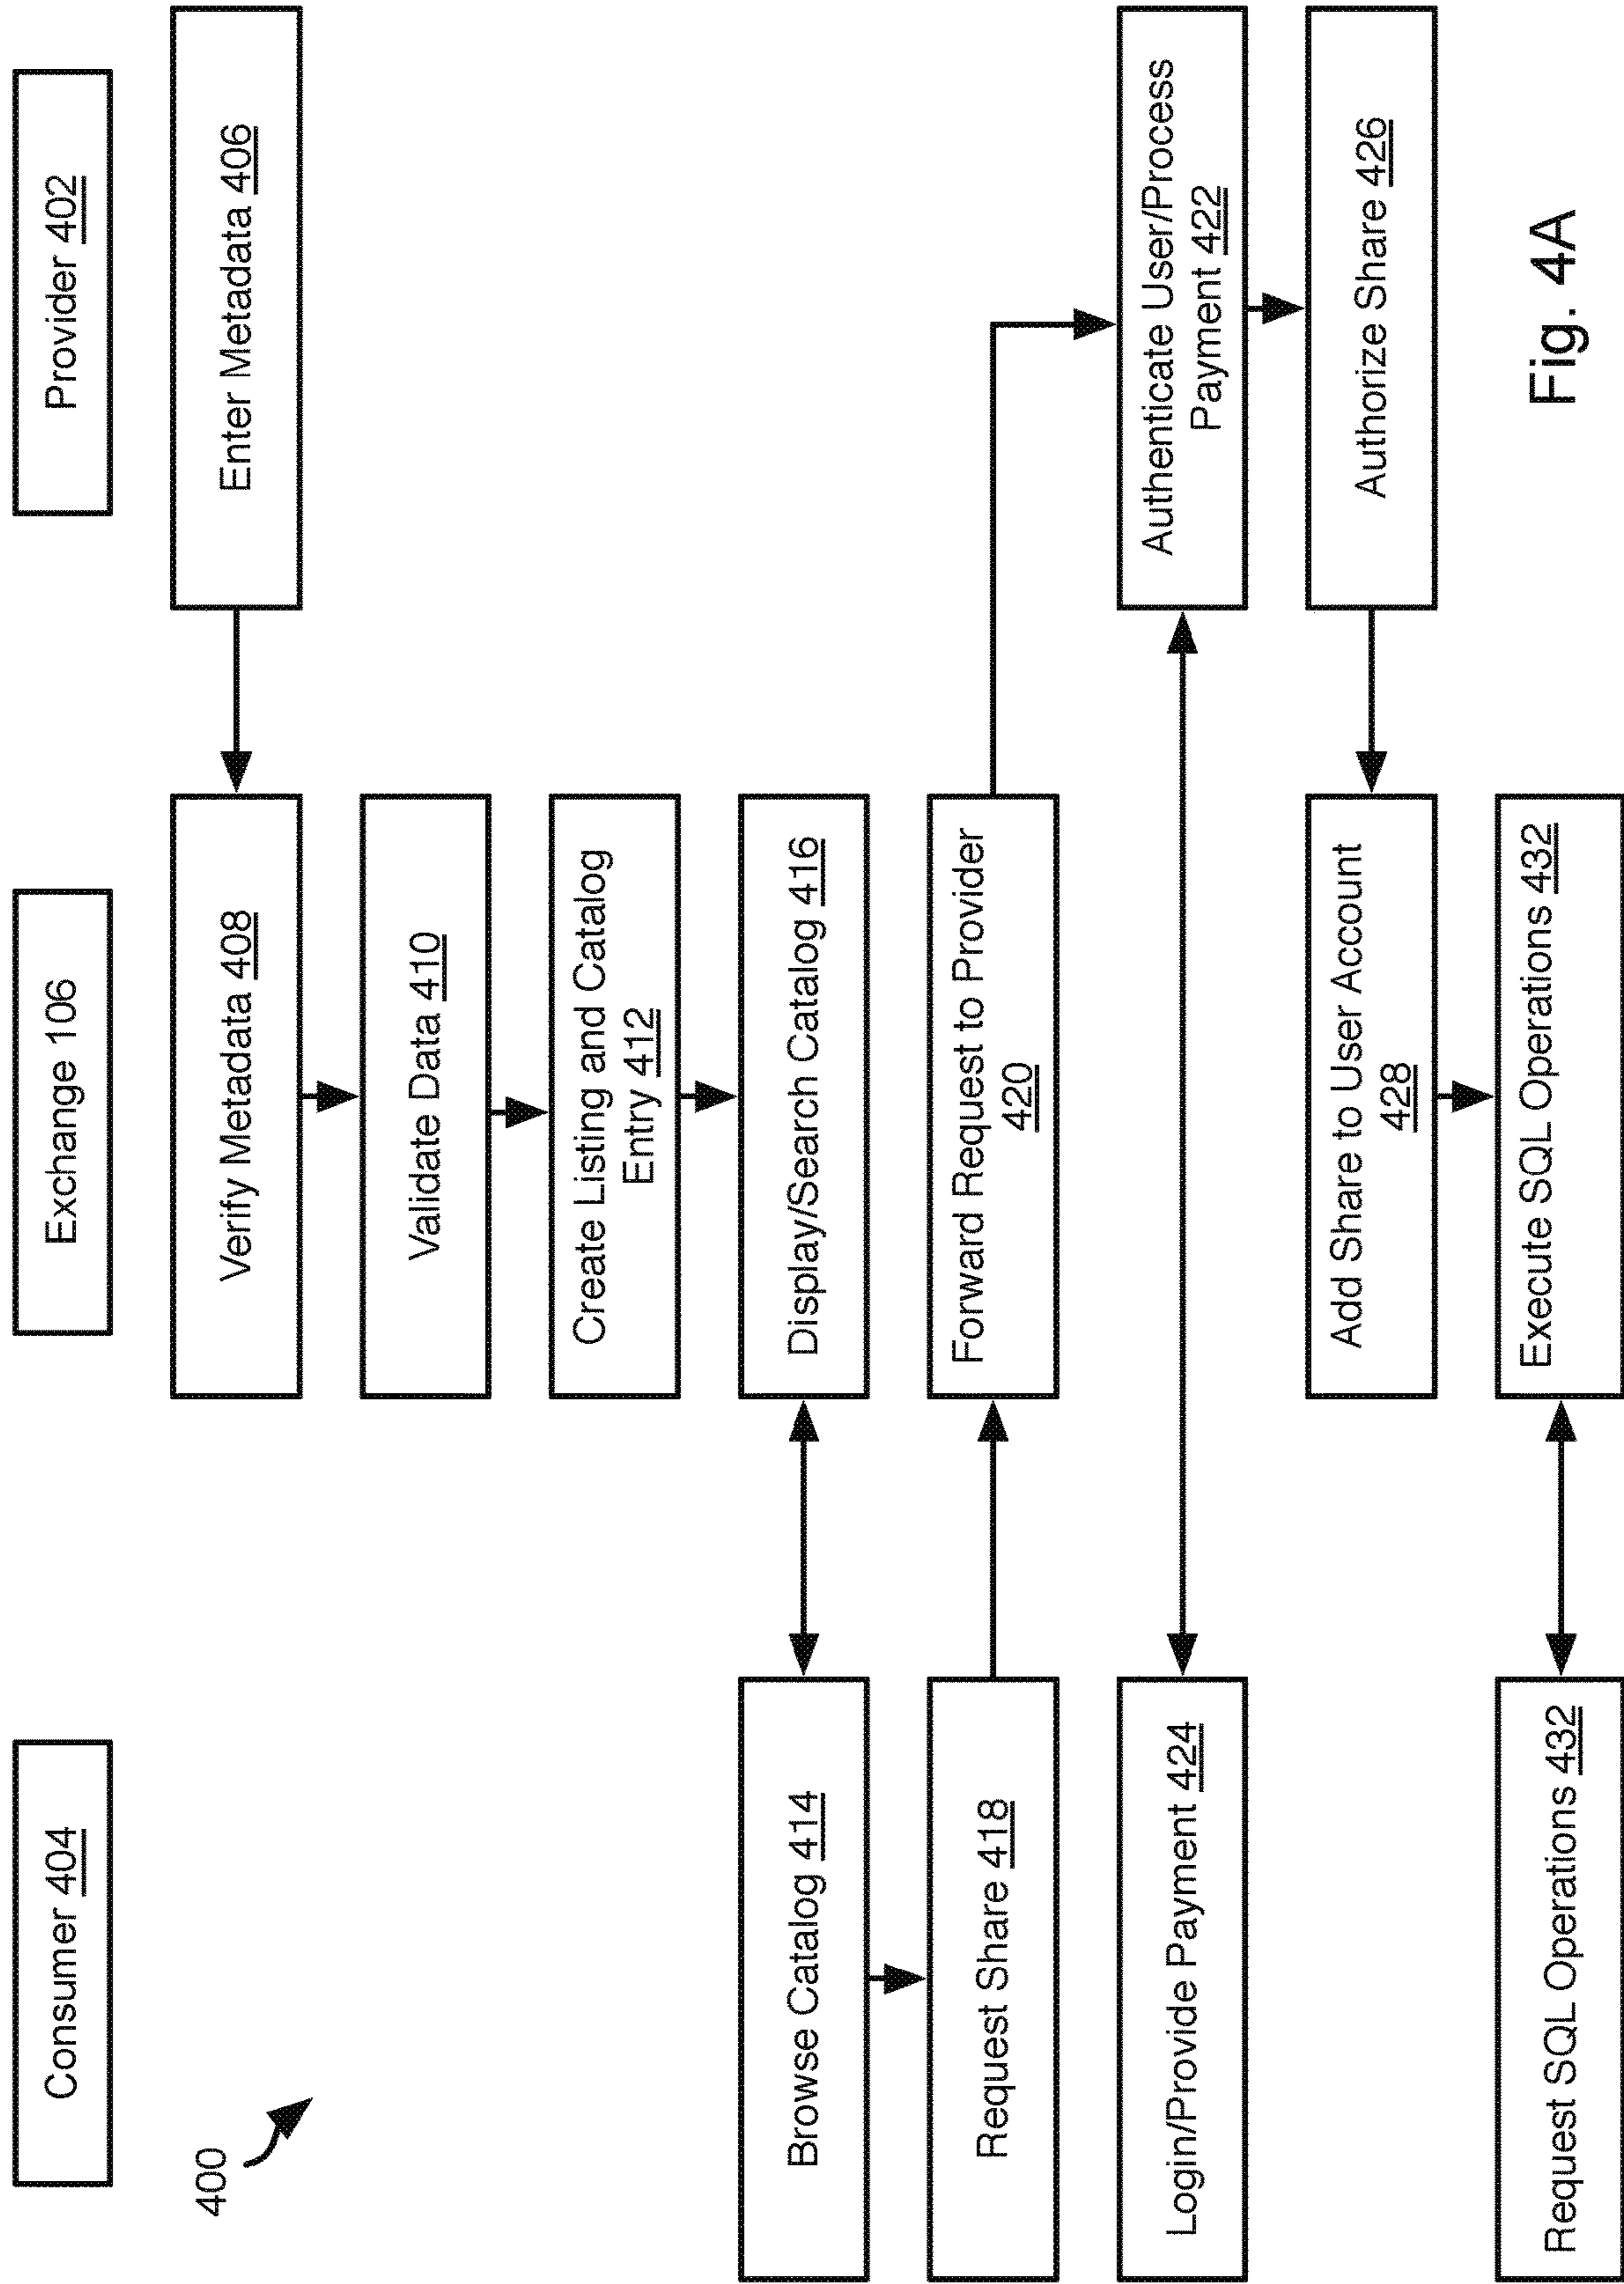 Consumer 404
Exchange 106
Provider 402
400
Verify Metadata 408
Enter Metadata 406
Validate Data 410
Create Listing and Catalog
Entry 412
Browse Catalog 414
Display/Search Catalog 416
Request Share 418
Forward Request to Provider
420
Login/Provide Payment 424
Authenticate User/Process
Payment 422
Add Share to User Account
428
Authorize Share 426
Request SQL Operations 432
Execute SQL Operations 432
Fig. 4A